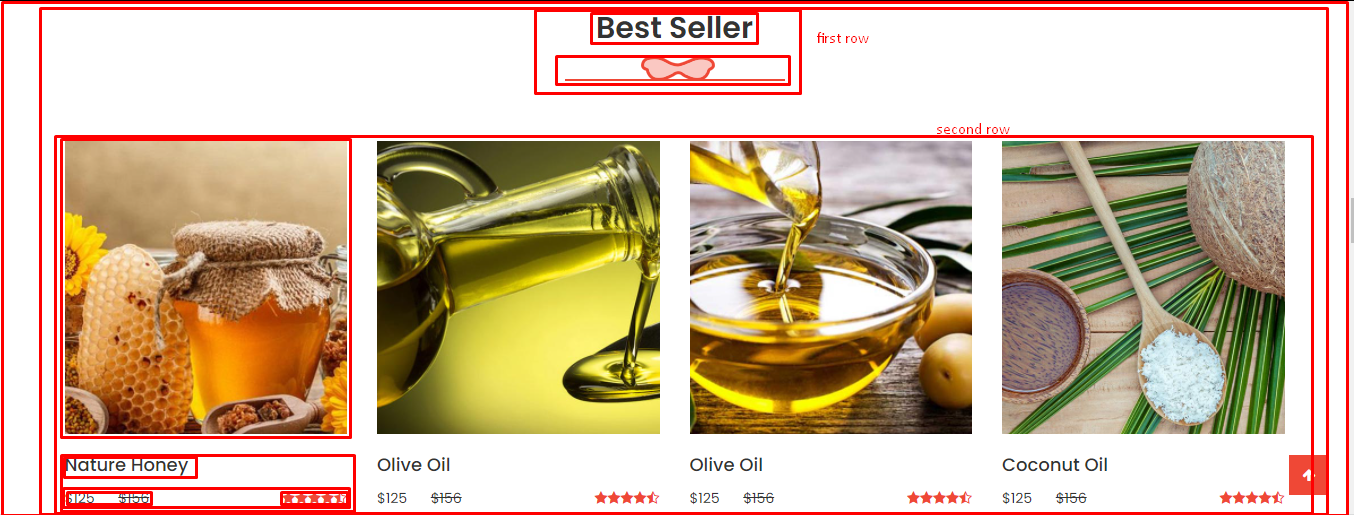 Best Seller
first row
second row
Nature Honey
Olive Oil
Olive Oil
Coconut Oil
$125 $156
$125 $156
$125 $156
$125 $156